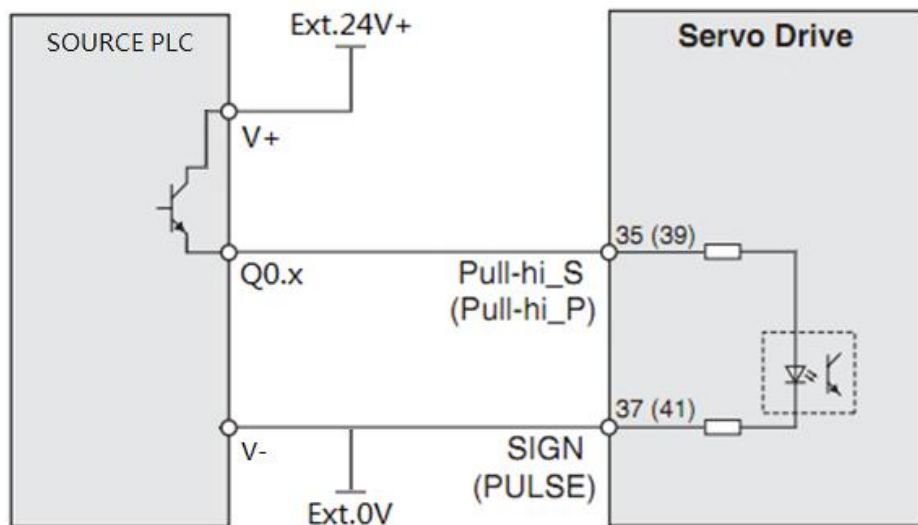 Ext.24V+
SOURCE PLC
Servo Drive
V+
35 (39)
Q0.x
Pull-hi_S
(Pull-hi_P)
37 (41)
V-
SIGN
(PULSE)
Ext.0V